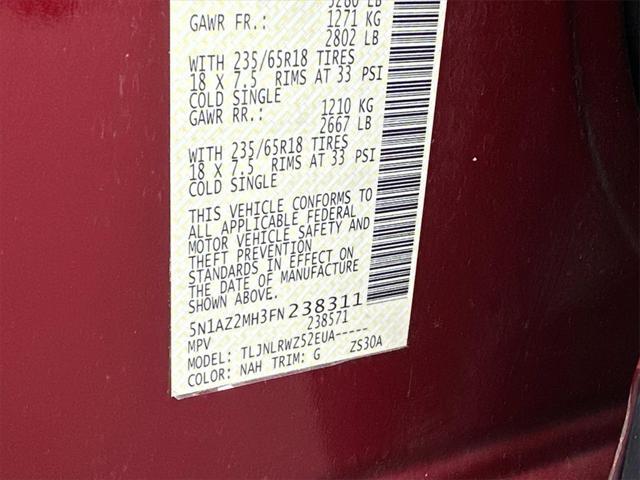 5280 LB
GAWR FR.: 1271 KG
2802 LB
WITH 235/65R18 TIRES
18 X 7.5 RIMS AT 33 PSI
COLD SINGLE
GAWR RR.: 1210 KG
2667 LB
WITH 235/65R18 TIRES
18 X 7.5 RIMS AT 33 PSI
COLD SINGLE
THIS VEHICLE CONFORMS TO
ALL APPLICABLE FEDERAL
MOTOR VEHICLE SAFETY AND
THEFT PREVENTION
STANDARDS IN EFFECT ON
THE DATE OF MANUFACTURE
SHOWN ABOVE.
5N1AZ2MH3FN238311
MPV 238571
MODEL: TLJNLRWZ52EUA-----
COLOR: NAH TRIM: G ZS30A